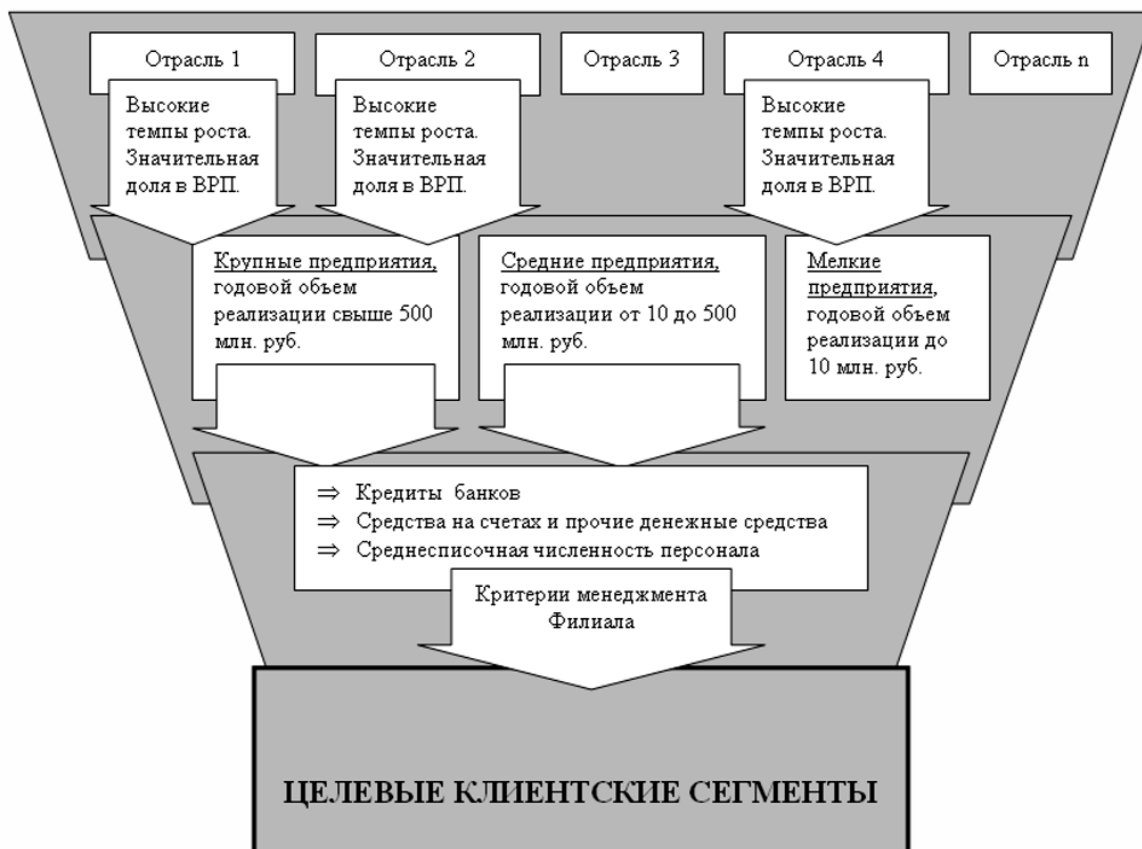 Отрасль 1
Отрасль 2
Отрасль 3
Отрасль 4
Отрасль n
Высокие
темпы роста.
Значительная
доля в ВРП.
Высокие
темпы роста.
Значительная
доля в ВРП.
Высокие
темпы роста.
Значительная
доля в ВРП.
Крупные предприятия,
годовой объем
реализации свыше 500
млн. руб.
Средние предприятия,
годовой объем
реализации от 10 до 500
млн. руб.
Мелкие
предприятия,
годовой объем
реализации до
10 млн. руб.
⇒ Кредиты банков
⇒ Средства на счетах и прочие денежные средства
⇒ Среднесписочная численность персонала
Критерии менеджмента
Филиала
ЦЕЛЕВЫЕ КЛИЕНТСКИЕ СЕГМЕНТЫ